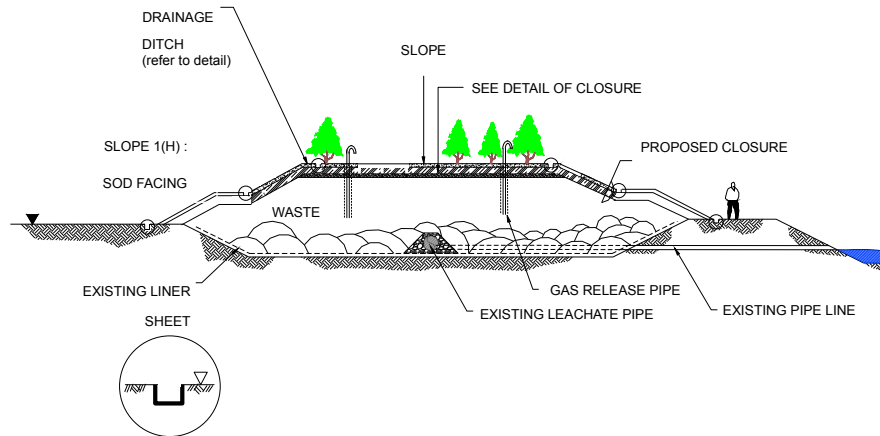 DRAINAGE
DITCH
(refer to detail)
SLOPE
SEE DETAIL OF CLOSURE
SLOPE 1(H) :
PROPOSED CLOSURE
SOD FACING
WASTE
EXISTING LINER
GAS RELEASE PIPE
EXISTING LEACHATE PIPE
EXISTING PIPE LINE
SHEET